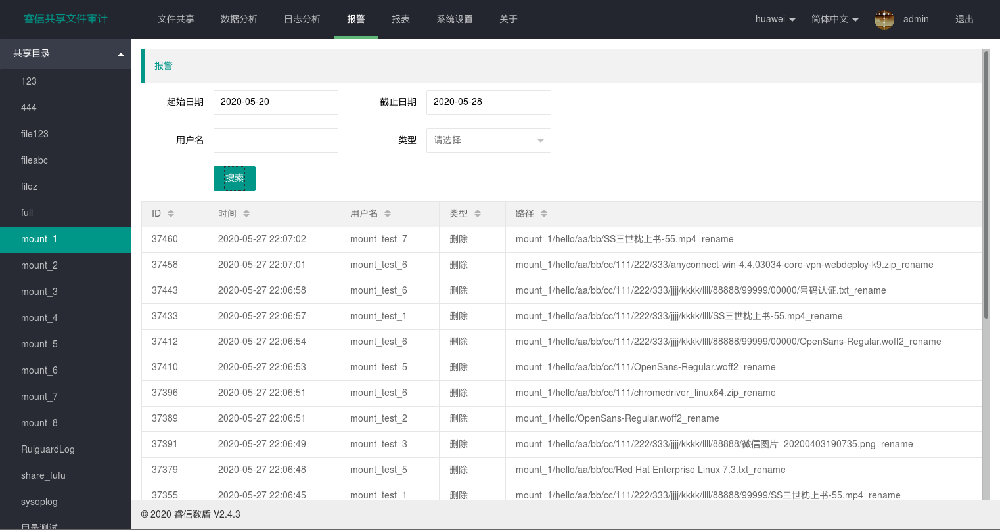 睿信共享文件审计 文件共享 数据分析 日志分析 报警 报表 系统设置 关于 huawei 简体中文 admin 退出
共享目录
123
444
file123
fileabc
filez
full
mount_1
mount_2
mount_3
mount_4
mount_5
mount_6
mount_7
mount_8
RuiguardLog
share_fufu
sysoplog
目录测试
报警
起始日期 2020-05-20 截止日期 2020-05-28
用户名 类型 请选择
搜索
ID 时间 用户名 类型 路径
37460 2020-05-27 22:07:02 mount_test_7 删除 mount_1/hello/aa/bb/SS三世枕上书-55.mp4_rename
37458 2020-05-27 22:07:01 mount_test_6 删除 mount_1/hello/aa/bb/cc/111/222/333/anyconnect-win-4.4.03034-core-vpn-webdeploy-k9.zip_rename
37443 2020-05-27 22:06:58 mount_test_6 删除 mount_1/hello/aa/bb/cc/111/222/333/jjjj/kkkk/llll/88888/99999/00000/号码认证.txt_rename
37433 2020-05-27 22:06:57 mount_test_1 删除 mount_1/hello/aa/bb/cc/111/222/333/jjjj/kkkk/llll/SS三世枕上书-55.mp4_rename
37412 2020-05-27 22:06:54 mount_test_6 删除 mount_1/hello/aa/bb/cc/111/222/333/jjjj/kkkk/llll/88888/99999/00000/OpenSans-Regular.woff2_rename
37410 2020-05-27 22:06:53 mount_test_5 删除 mount_1/hello/aa/bb/cc/111/OpenSans-Regular.woff2_rename
37396 2020-05-27 22:06:51 mount_test_6 删除 mount_1/hello/aa/bb/cc/111/chromedriver_linux64.zip_rename
37389 2020-05-27 22:06:51 mount_test_2 删除 mount_1/hello/OpenSans-Regular.woff2_rename
37391 2020-05-27 22:06:49 mount_test_3 删除 mount_1/hello/aa/bb/cc/111/222/333/jjjj/kkkk/llll/88888/微信图片_20200403190735.png_rename
37379 2020-05-27 22:06:48 mount_test_5 删除 mount_1/hello/aa/bb/cc/Red Hat Enterprise Linux 7.3.txt_rename
37355 2020-05-27 22:06:45 mount_test_1 删除 mount_1/hello/aa/bb/cc/111/222/333/jjjj/kkkk/llll/88888/99999/SS三世枕上书-55.mp4_rename
© 2020 睿信数盾 V2.4.3